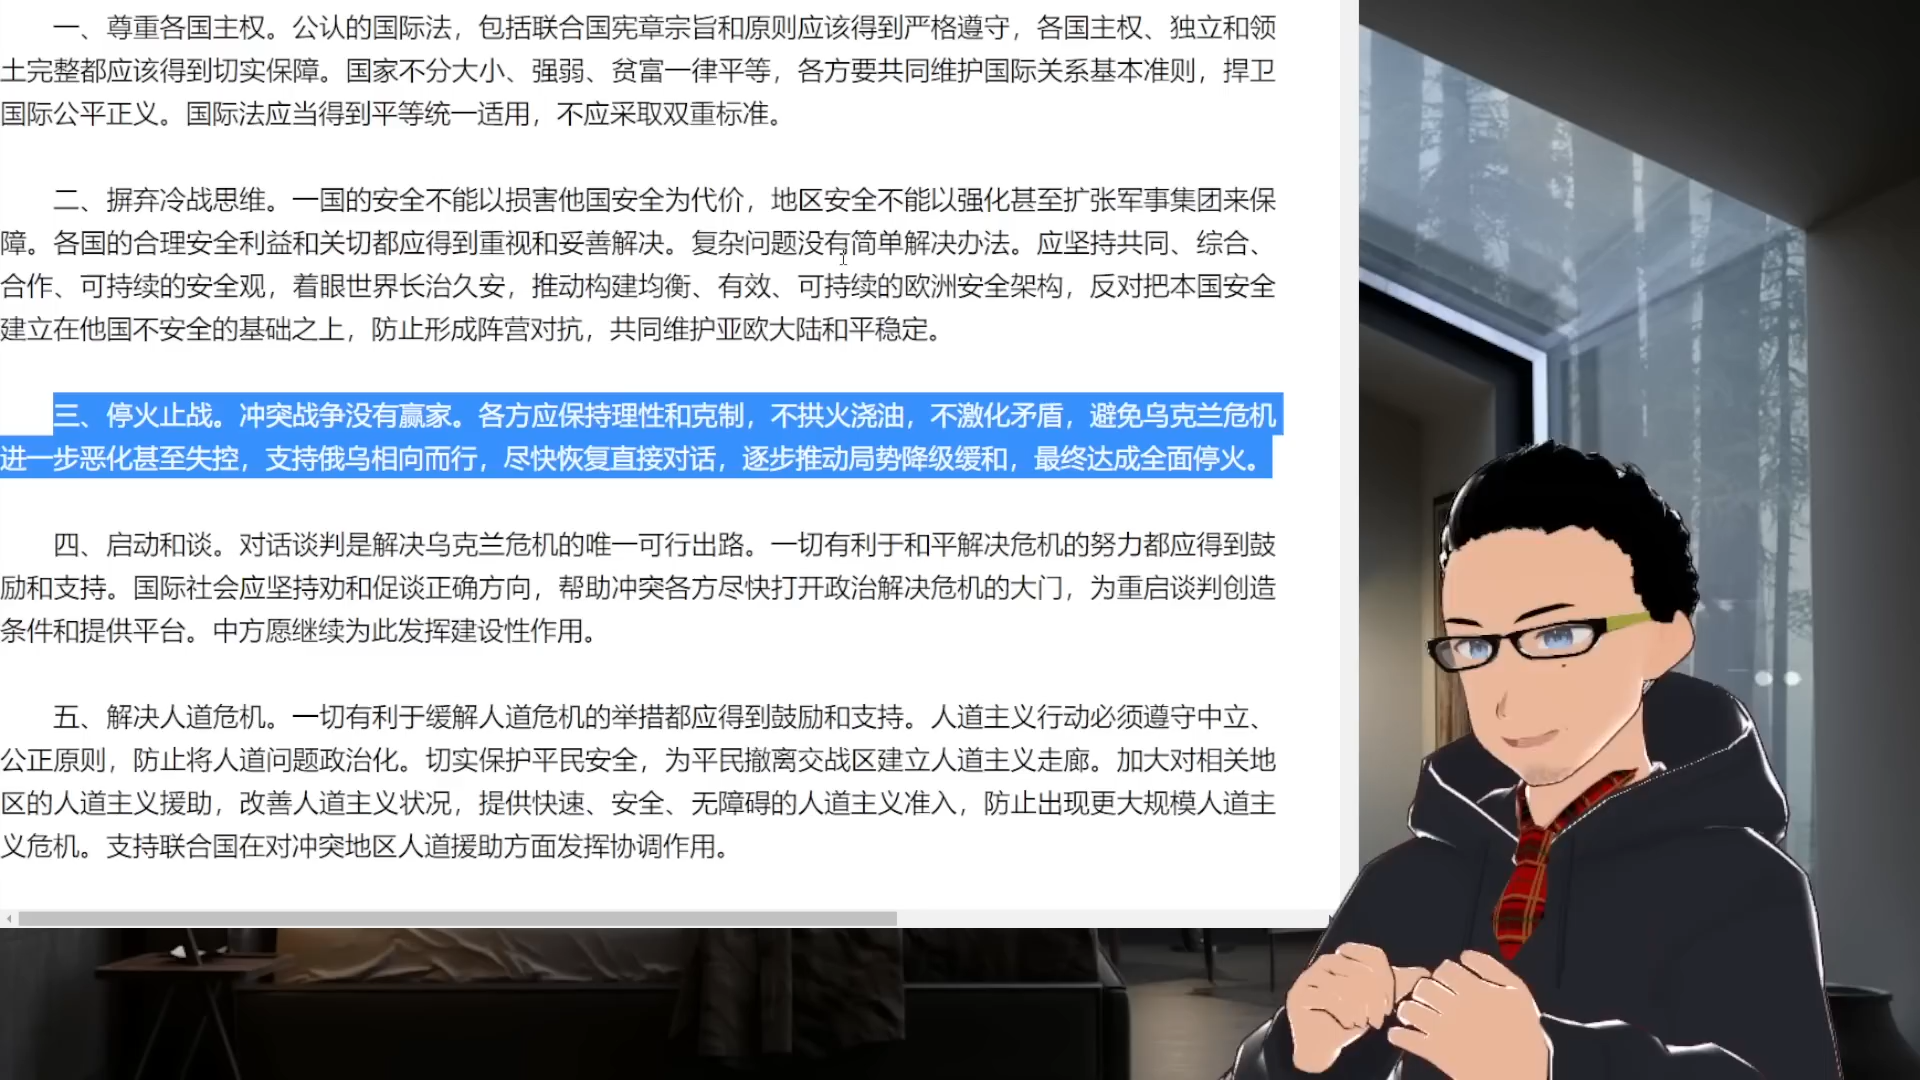 一、尊重各国主权。公认的国际法，包括联合国宪章宗旨和原则应该得到严格遵守，各国主权、独立和领
土完整都应该得到切实保障。国家不分大小、强弱、贫富一律平等，各方要共同维护国际关系基本准则，捍卫
国际公平正义。国际法应当得到平等统一适用，不应采取双重标准。
二、摒弃冷战思维。一国的安全不能以损害他国安全为代价，地区安全不能以强化甚至扩张军事集团来保
障。各国的合理安全利益和关切都应得到重视和妥善解决。复杂问题没有简单解决办法。应坚持共同、综合、
合作、可持续的安全观，着眼世界长治久安，推动构建均衡、有效、可持续的欧洲安全架构，反对把本国安全
建立在他国不安全的基础之上，防止形成阵营对抗，共同维护亚欧大陆和平稳定。
三、停火止战。冲突战争没有赢家。各方应保持理性和克制，不拱火浇油，不激化矛盾，避免乌克兰危机
进一步恶化甚至失控，支持俄乌相向而行，尽快恢复直接对话，逐步推动局势降级缓和，最终达成全面停火。
四、启动和谈。对话谈判是解决乌克兰危机的唯一可行出路。一切有利于和平解决危机的努力都应得到鼓
励和支持。国际社会应坚持劝和促谈正确方向，帮助冲突各方尽快打开政治解决危机的大门，为重启谈判创造
条件和提供平台。中方愿继续为此发挥建设性作用。
五、解决人道危机。一切有利于缓解人道危机的举措都应得到鼓励和支持。人道主义行动必须遵守中立、
公正原则，防止将人道问题政治化。切实保护平民安全，为平民撤离交战区建立人道主义走廊。加大对相关地
区的人道主义援助，改善人道主义状况，提供快速、安全、无障碍的人道主义准入，防止出现更大规模人道主
义危机。支持联合国在对冲突地区人道援助方面发挥协调作用。